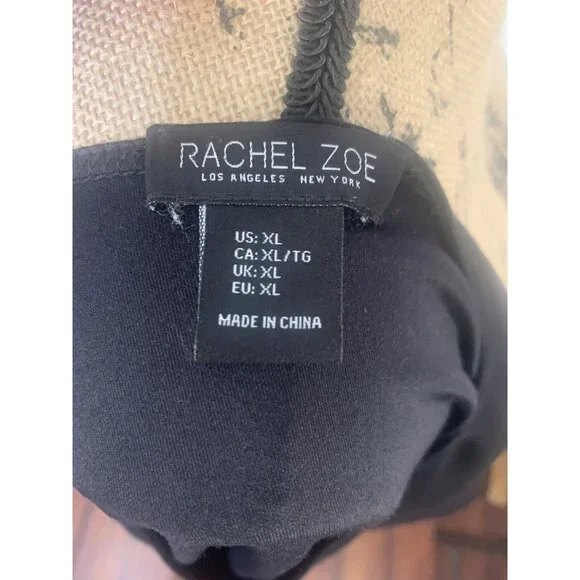 RACHEL ZOE
LOS ANGELES NEW YORK
US: XL
CA: XL/TG
UK: XL
EU: XL
MADE IN CHINA